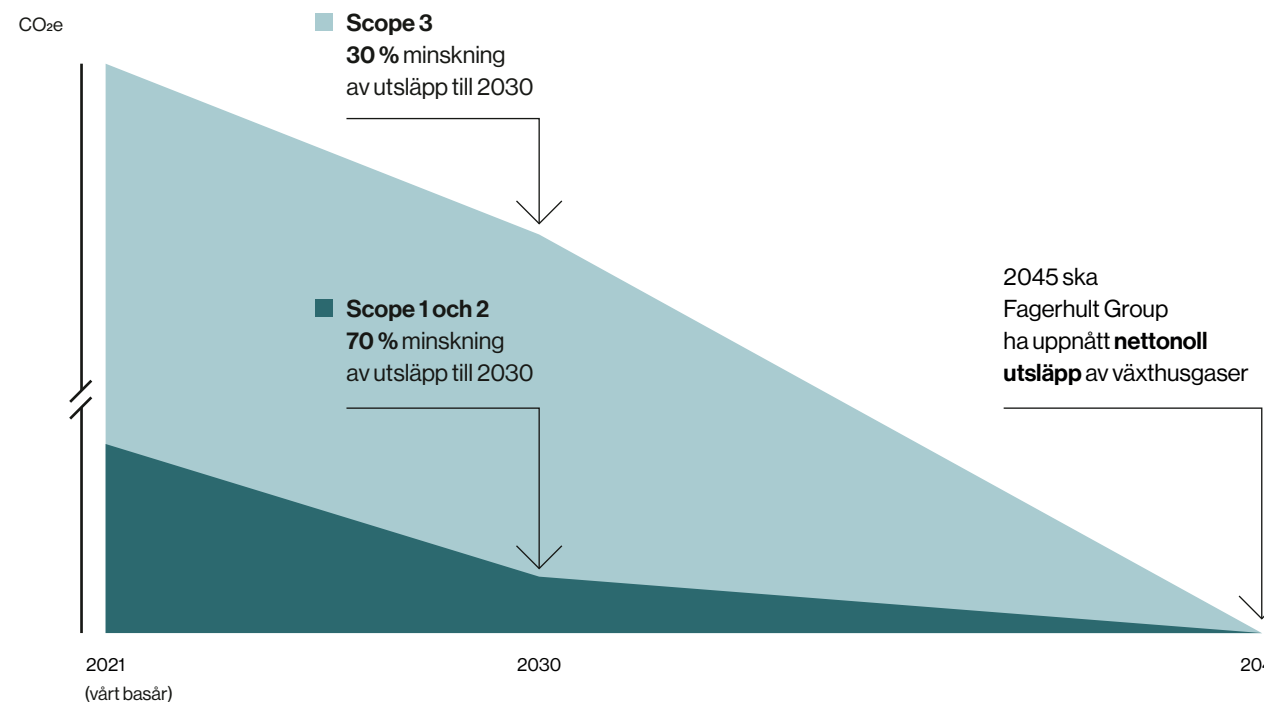 CO₂e
Scope 3
30 % minskning
av utsläpp till 2030
Scope 1 och 2
70 % minskning
av utsläpp till 2030
2045 ska
Fagerhult Group
ha uppnått nettonoll
utsläpp av växthusgaser
2021
(vårt basår)
2030